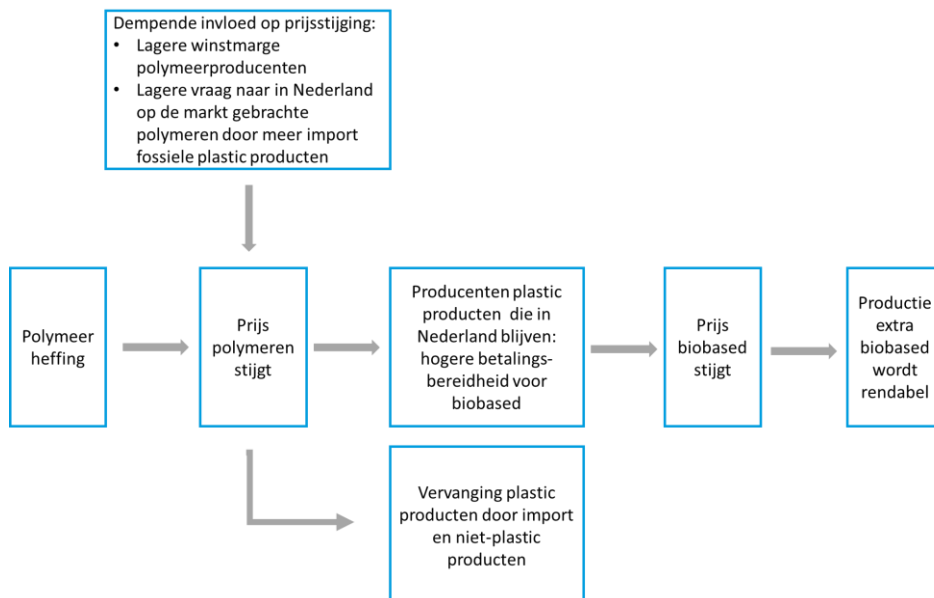 Dempende invloed op prijsstijging:
• Lagere winstmarge
polymeerproducenten
• Lagere vraag naar in Nederland
op de markt gebrachte
polymeren door meer import
fossiele plastic producten
Polymeer
heffing
Prijs
polymeren
stijgt
Producenten plastic
producten die in
Nederland blijven:
hogere betalings-
bereidheid voor
biobased
Prijs
biobased
stijgt
Productie
extra
biobased
wordt
rendabel
Vervanging plastic
producten door import
en niet-plastic
producten